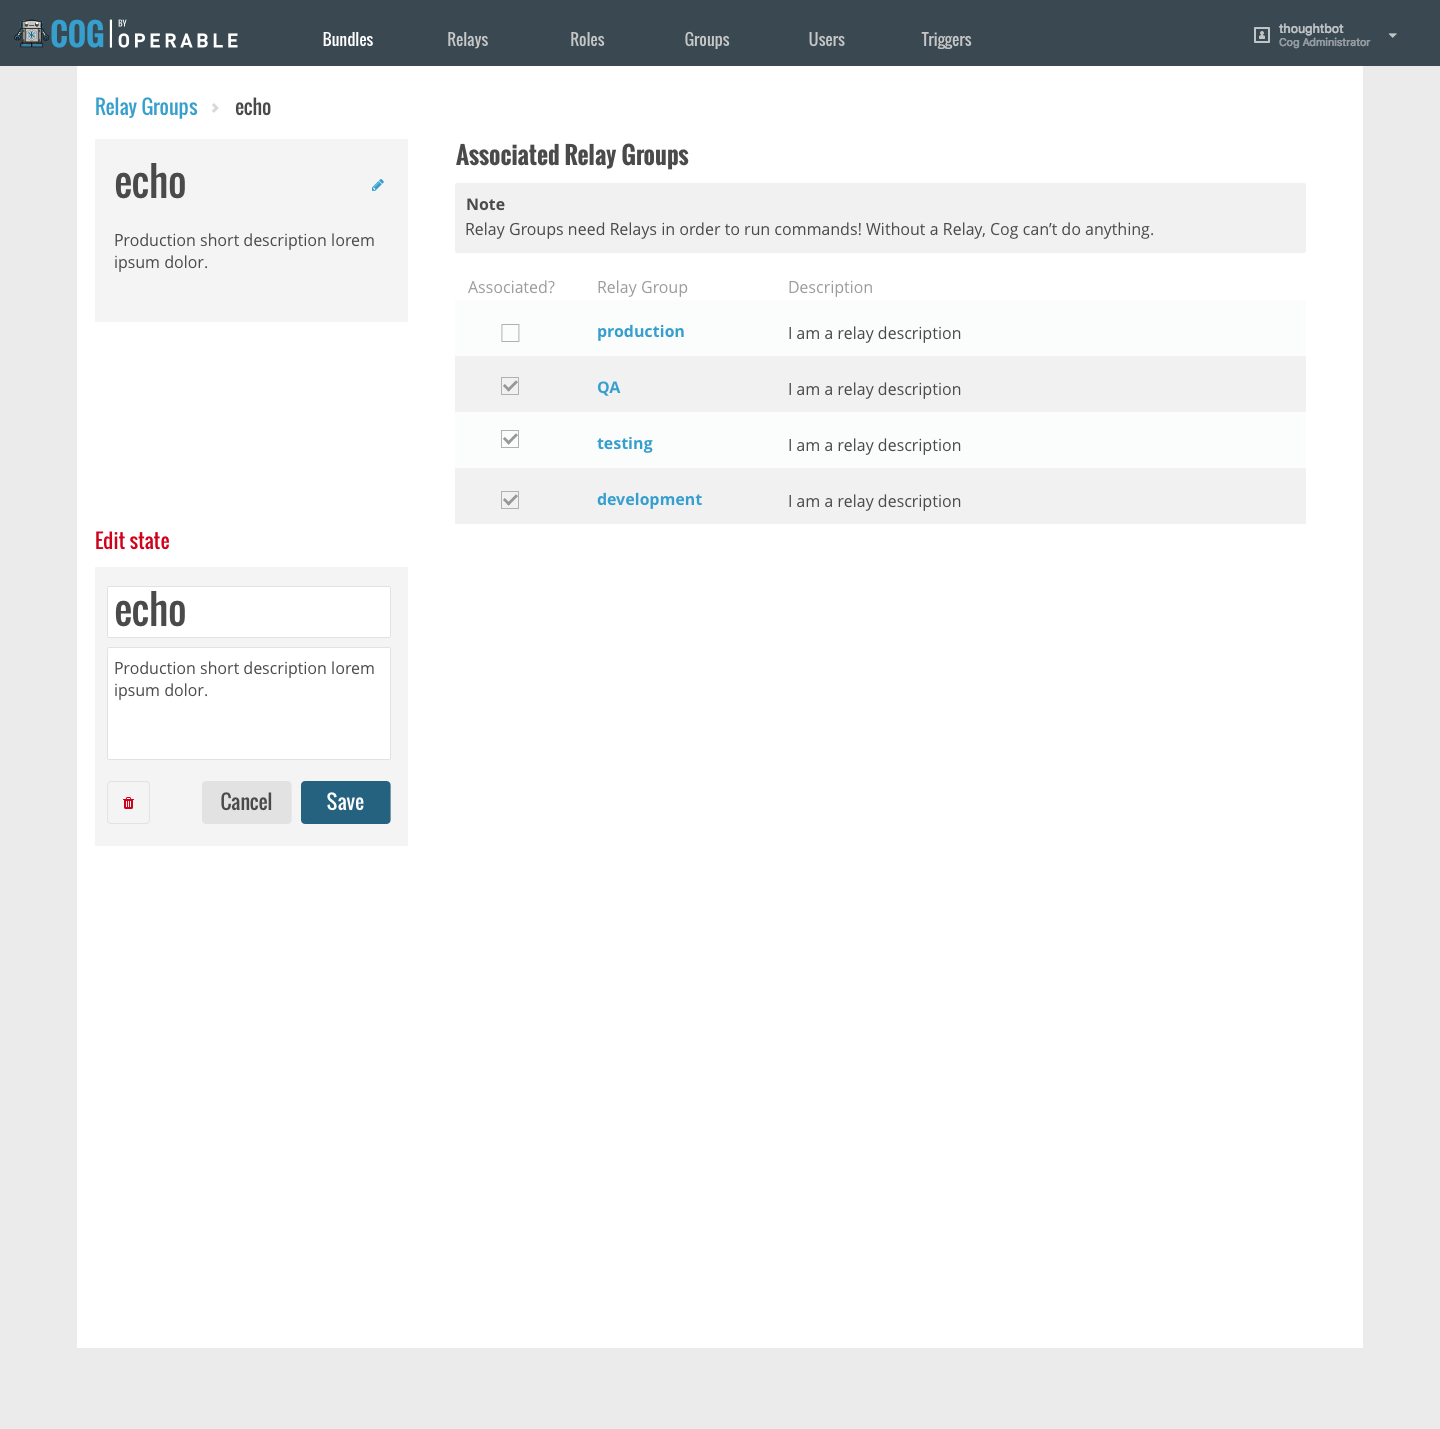 COG BY OPERABLE
Bundles Relays Roles Groups Users Triggers
thoughtbot
Cog Administrator
Relay Groups echo
echo
Production short description lorem
ipsum dolor.
Associated Relay Groups
Note
Relay Groups need Relays in order to run commands! Without a Relay, Cog can’t do anything.
Associated? Relay Group Description
production I am a relay description
QA I am a relay description
testing I am a relay description
development I am a relay description
Edit state
echo
Production short description lorem
ipsum dolor.
Cancel Save